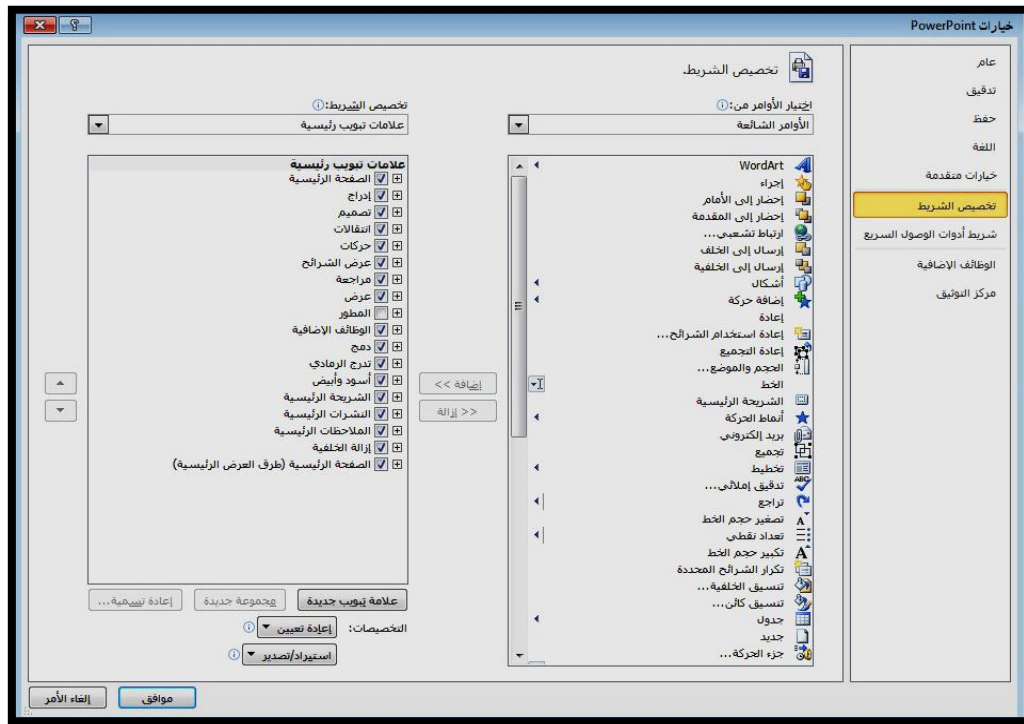 خيارات PowerPoint
عام
تدقيق
حفظ
اللغة
خيارات متقدمة
تخصيص الشريط
شريط أدوات الوصول السريع
الوظائف الإضافية
مركز التوثيق
تخصيص الشريط.
اختيار الأوامر من:
الأوامر الشائعة
WordArt
إجراء
إحضار إلى الأمام
إحضار إلى المقدمة
ارتباط تشعبي...
إرسال إلى الخلف
إرسال إلى الخلفية
أشكال
إضافة حركة
إعادة
إعادة استخدام الشرائح...
إعادة التجميع
الحجم والموضع...
الخط
الشريحة الرئيسية
أنماط الحركة
بريد إلكتروني
تجميع
تخطيط
تدقيق إملائي...
تراجع
تصغير حجم الخط
تعداد نقطي
تكبير حجم الخط
تكرار الشرائح المحددة
تنسيق الخلفية...
تنسيق كائن...
جدول
جديد
جزء الحركة...
إضافة >>
<< إزالة
تخصيص الشريط:
علامات تبويب رئيسية
علامات تبويب رئيسية
الصفحة الرئيسية
إدراج
تصميم
انتقالات
حركات
عرض الشرائح
مراجعة
عرض
المطور
الوظائف الإضافية
دمج
تدرج الرمادي
أسود وأبيض
الشريحة الرئيسية
النشرات الرئيسية
الملاحظات الرئيسية
إزالة الخلفية
الصفحة الرئيسية (طرق العرض الرئيسية)
علامة تبويب جديدة مجموعة جديدة إعادة تسمية...
التخصيصات: إعادة تعيين
استيراد/تصدير
موافق إلغاء الأمر